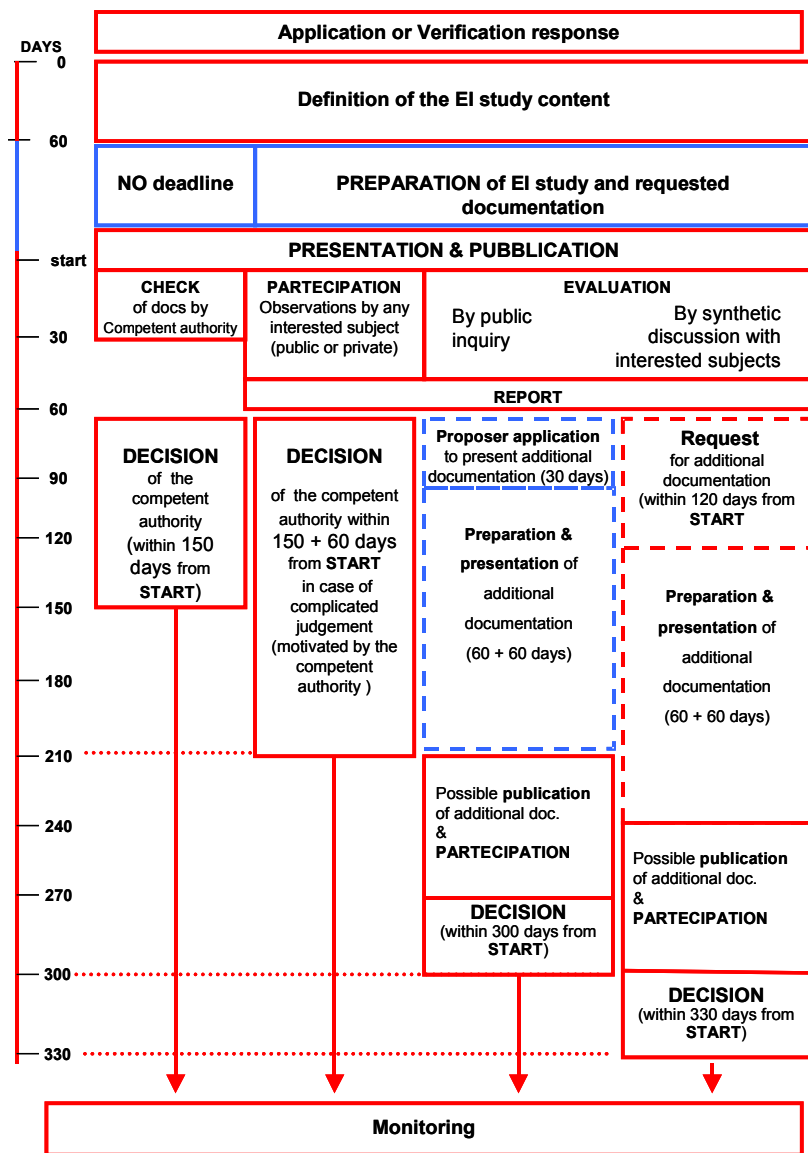 Application or Verification response
DAYS
0
Definition of the EI study content
60
NO deadline
PREPARATION of EI study and requested
documentation
PRESENTATION & PUBBLICATION
start
CHECK
of docs by
Competent authority
PARTECIPATION
Observations by any
interested subject
(public or private)
EVALUATION
By public
inquiry
By synthetic
discussion with
interested subjects
30
REPORT
60
DECISION
of the
competent
authority
(within 150
days from
START)
DECISION
of the competent
authority within
150 + 60 days
from START
in case of
complicated
judgement
(motivated by the
competent
authority )
Proposer application
to present additional
documentation (30 days)
Preparation &
presentation of
additional
documentation
(60 + 60 days)
Request
for additional
documentation
(within 120 days from
START
Preparation &
presentation of
additional
documentation
(60 + 60 days)
90
120
150
180
210
Possible publication
of additional doc.
&
PARTECIPATION
240
Possible publication
of additional doc.
&
PARTECIPATION
270
DECISION
(within 300 days from
START)
300
DECISION
(within 330 days from
START)
330
Monitoring